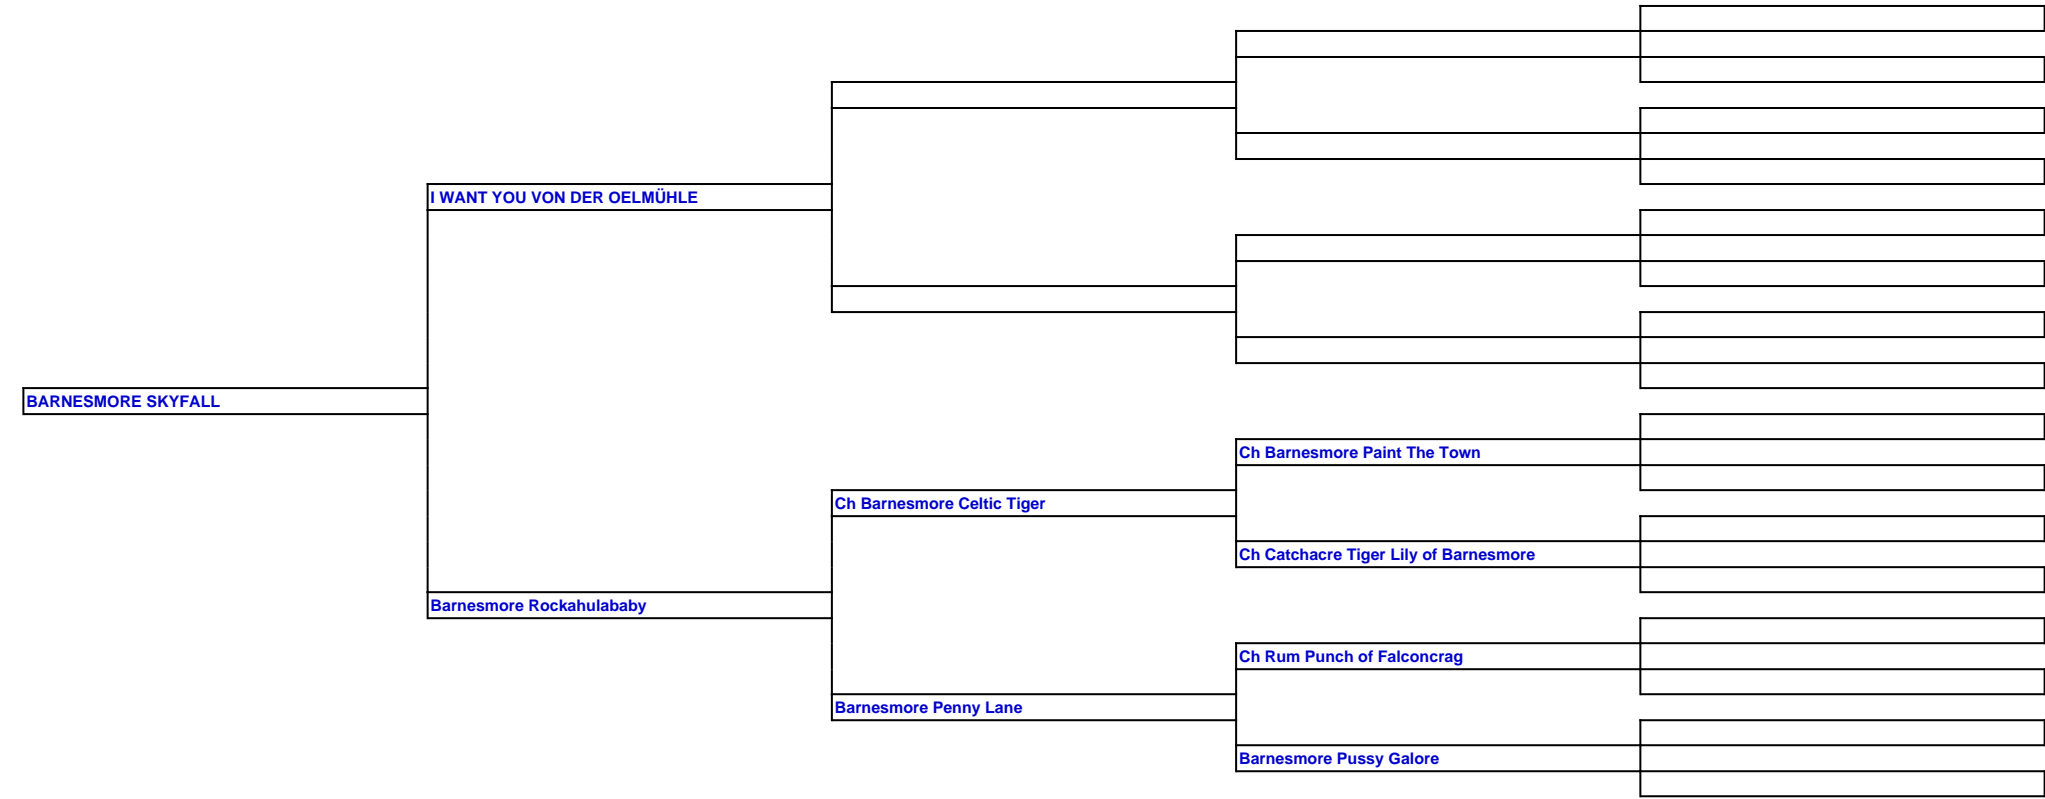 I WANT YOU VON DER OELMÜHLE
BARNESMORE SKYFALL
Ch Barnesmore Paint The Town
Ch Barnesmore Celtic Tiger
Ch Catchacre Tiger Lily of Barnesmore
Barnesmore Rockahulababy
Ch Rum Punch of Falconcrag
Barnesmore Penny Lane
Barnesmore Pussy Galore